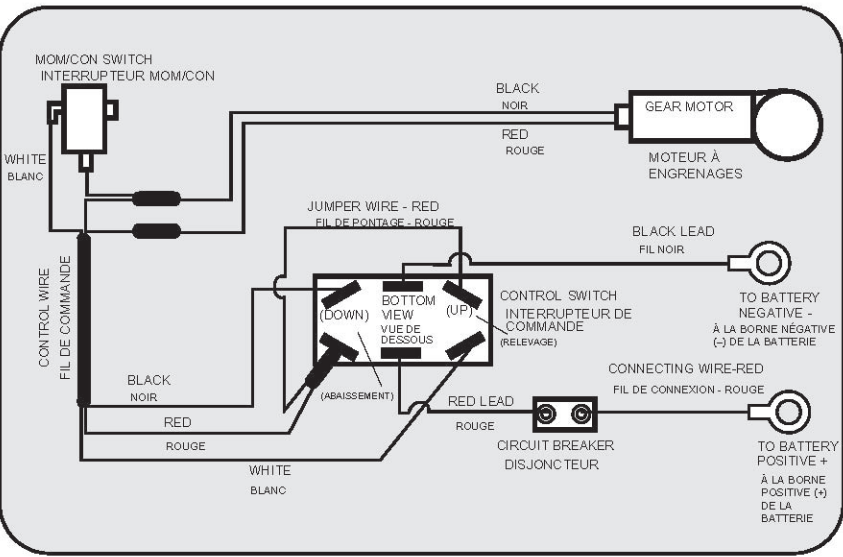 MOM/CON SWITCH
INTERRUPTEUR MOM/CON
BLACK
NOIR
RED
ROUGE
GEAR MOTOR
MOTEUR À
ENGRENAGES
WHITE
BLANC
JUMPER WIRE - RED
FIL DE PONTAGE - ROUGE
BLACK LEAD
FIL NOIR
TO BATTERY
NEGATIVE -
À LA BORNE NÉGATIVE
(–) DE LA BATTERIE
CONTROL WIRE
FIL DE COMMANDE
(DOWN)
BOTTOM
VIEW
VUE DE
DESSOUS
(UP)
CONTROL SWITCH
INTERRUPTEUR DE
COMMANDE
(RELEVAGE)
(ABAISSEMENT)
CONNECTING WIRE-RED
FIL DE CONNEXION - ROUGE
BLACK
NOIR
RED
ROUGE
WHITE
BLANC
RED LEAD
ROUGE
CIRCUIT BREAKER
DISJONCTEUR
TO BATTERY
POSITIVE +
À LA BORNE
POSITIVE (+)
DE LA
BATTERIE